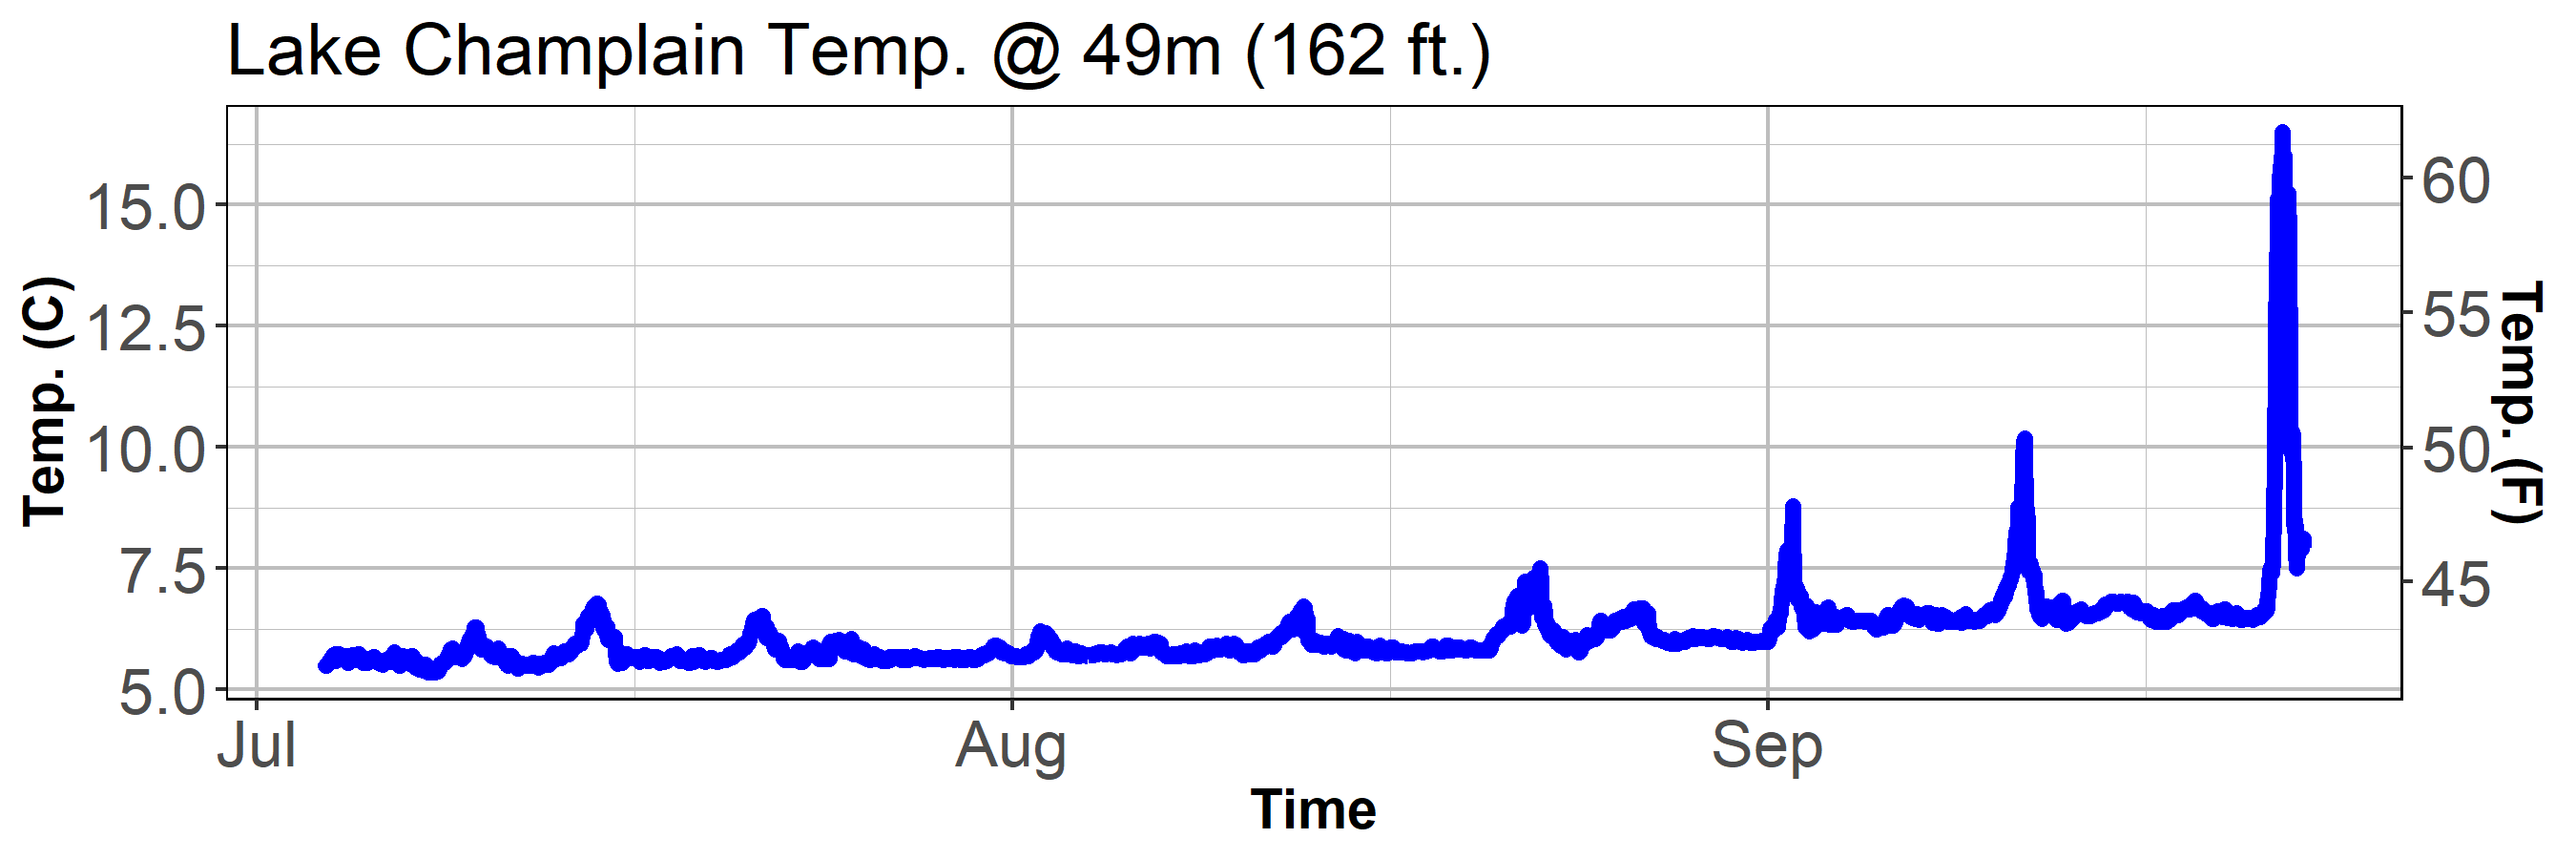 Lake Champlain Temp. @ 49m (162 ft.)
Temp. (C)
15.0
12.5
10.0
7.5
5.0
60
55
50
45
Temp. (F)
Jul Aug Sep
Time